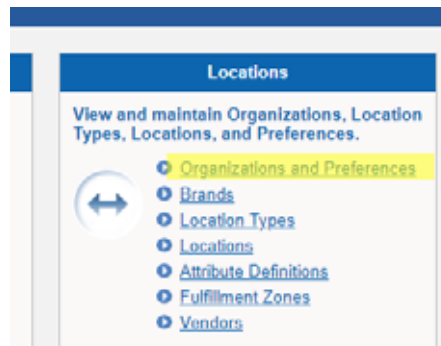 Locations
View and maintain Organizations, Location
Types, Locations, and Preferences.
Organizations and Preferences
Brands
Location Types
Locations
Attribute Definitions
Fulfillment Zones
Vendors